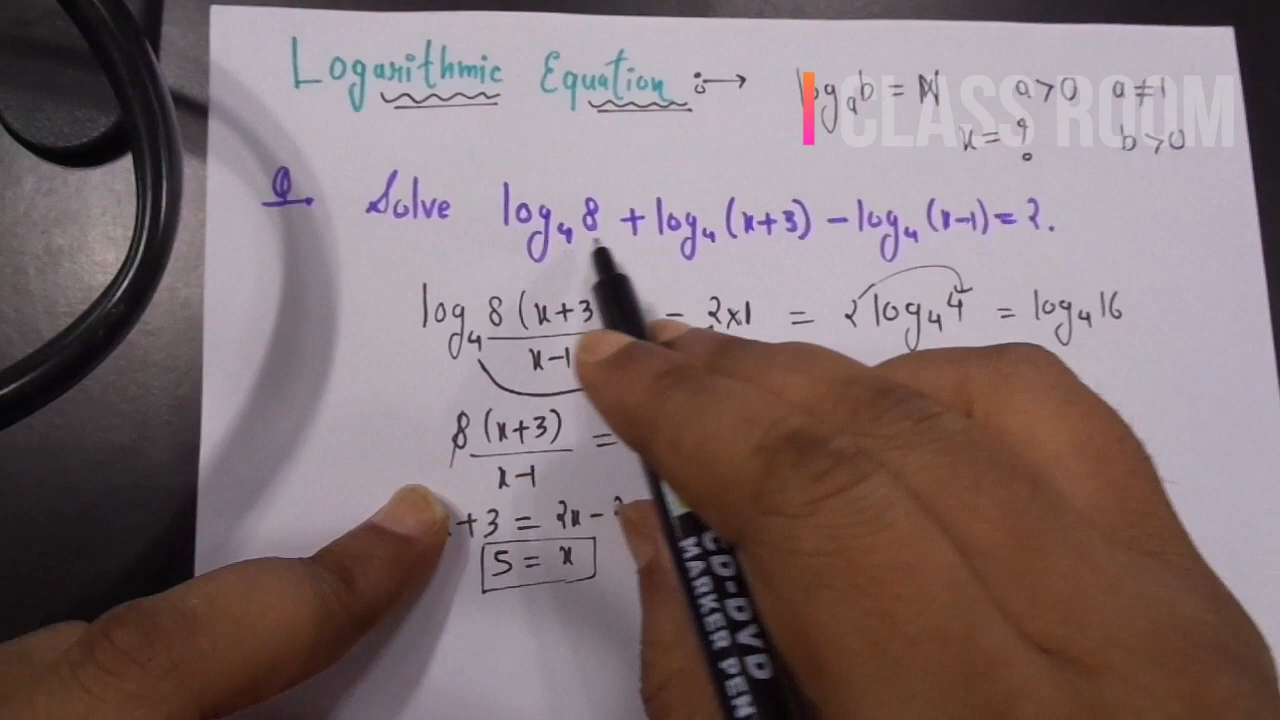 Logarithmic Equation :→ log_a b = N a>0 a≠1
CLASS ROOM
x = ? b>0
Q. Solve log₄8 + log₄(x+3) - log₄(x-1) = 2.
log₄ 8(x+3 = 2×1 = 2log₄4 = log₄16
x-1
8(x+3) =
x-1
+3 = 2x-2
5 = x
CD-DVD
MARKER PEN